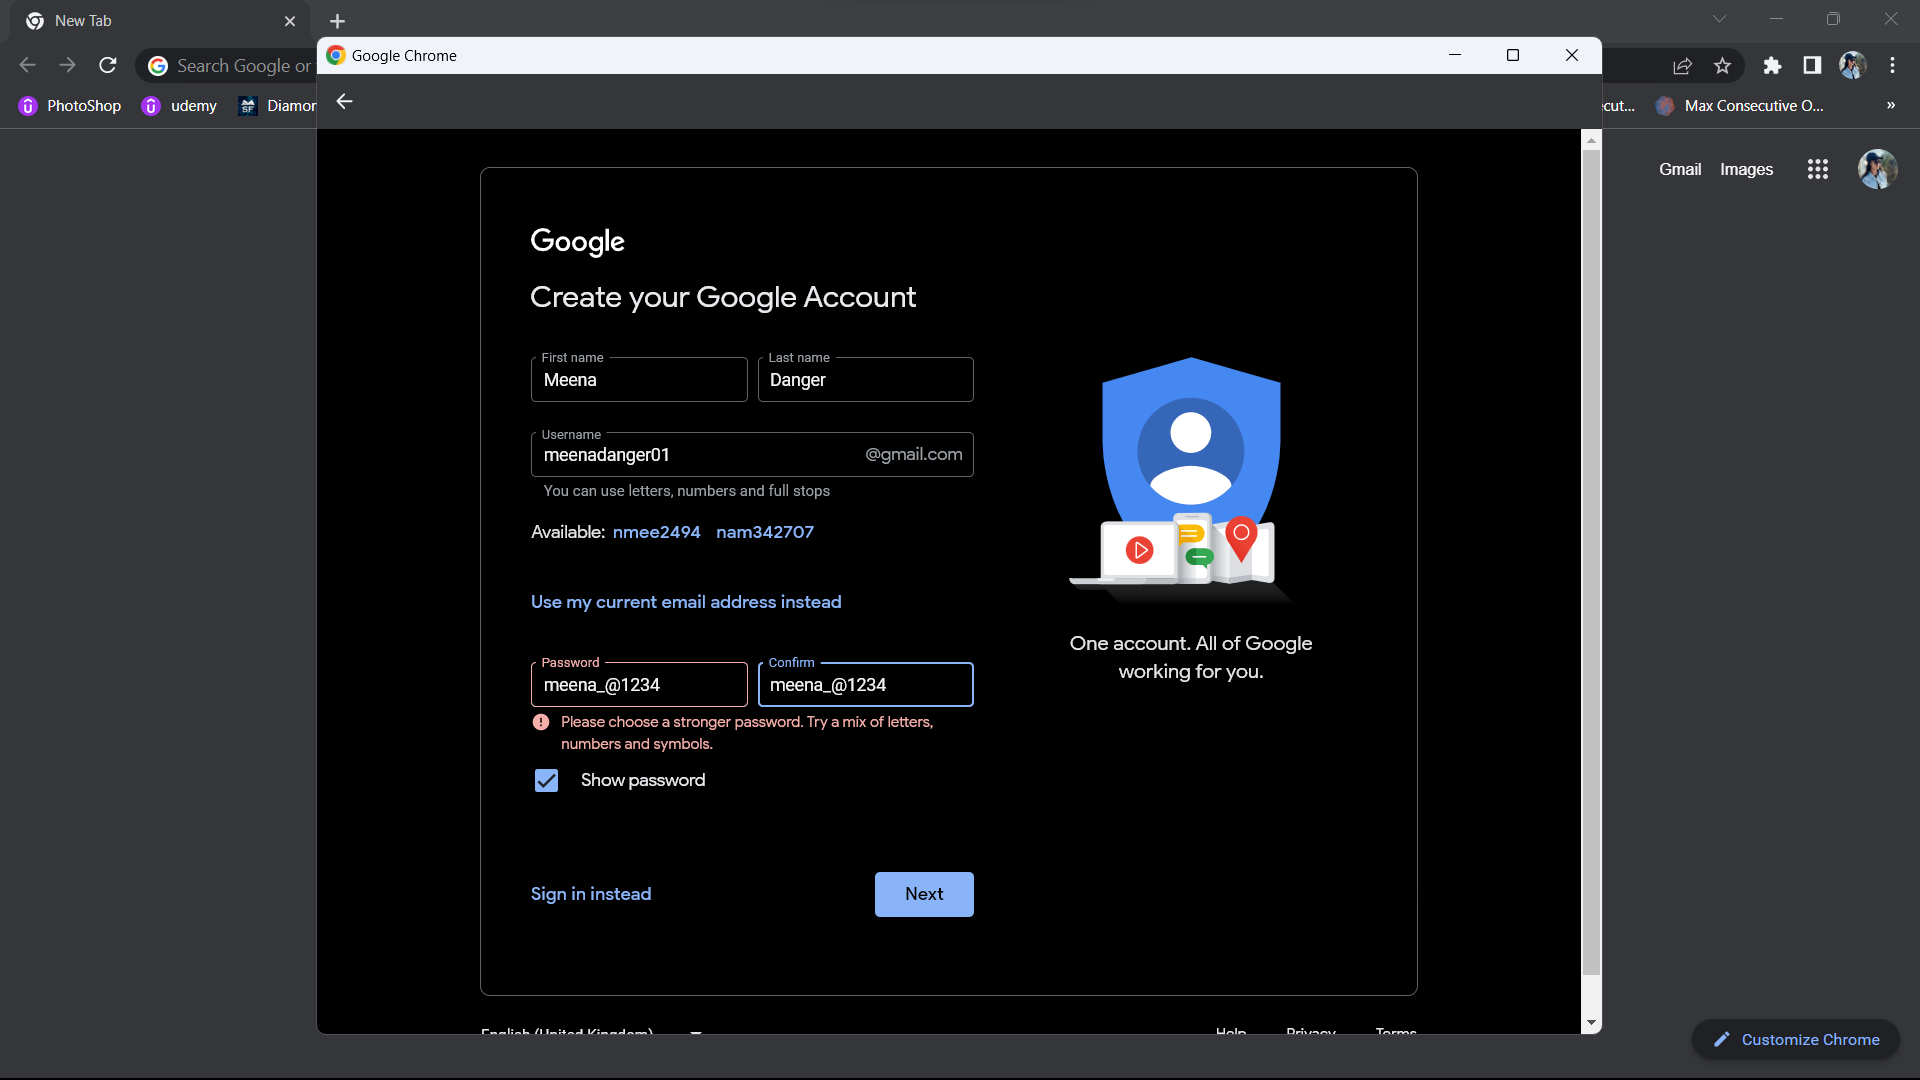 New Tab
Google Chrome
Search Google or
PhotoShop
udemy
Diamon
cut...
Max Consecutive O...
»
Gmail
Images
Google
Create your Google Account
First name
Last name
Meena
Danger
Username
meenadanger01
@gmail.com
You can use letters, numbers and full stops
Available: nmee2494 nam342707
Use my current email address instead
Password
Confirm
meena_@1234
meena_@1234
Please choose a stronger password. Try a mix of letters,
numbers and symbols.
Show password
One account. All of Google
working for you.
Sign in instead
Next
English (United Kingdom)
Help
Privacy
Terms
Customize Chrome